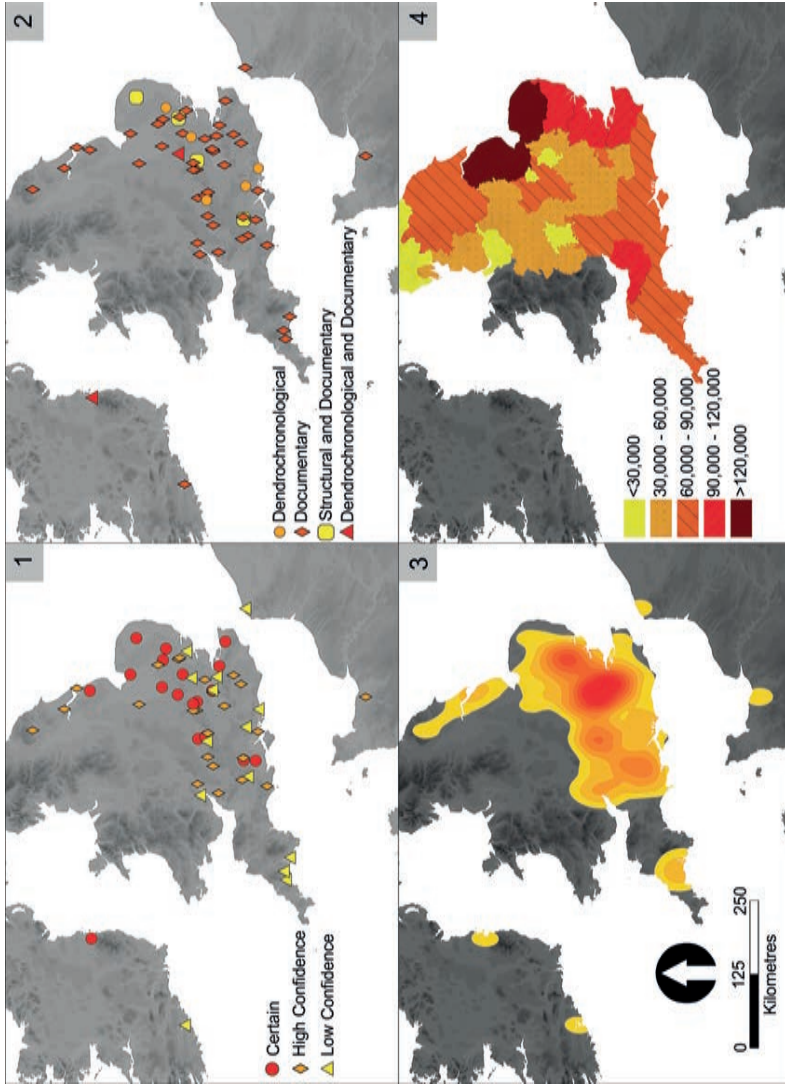 1
Certain
High Confidence
Low Confidence
2
Dendrochronological
Documentary
Structural and Documentary
Dendrochronological and Documentary
3
0 125 250
Kilometres
4
<30,000
30,000 - 60,000
60,000 - 90,000
90,000 - 120,000
>120,000